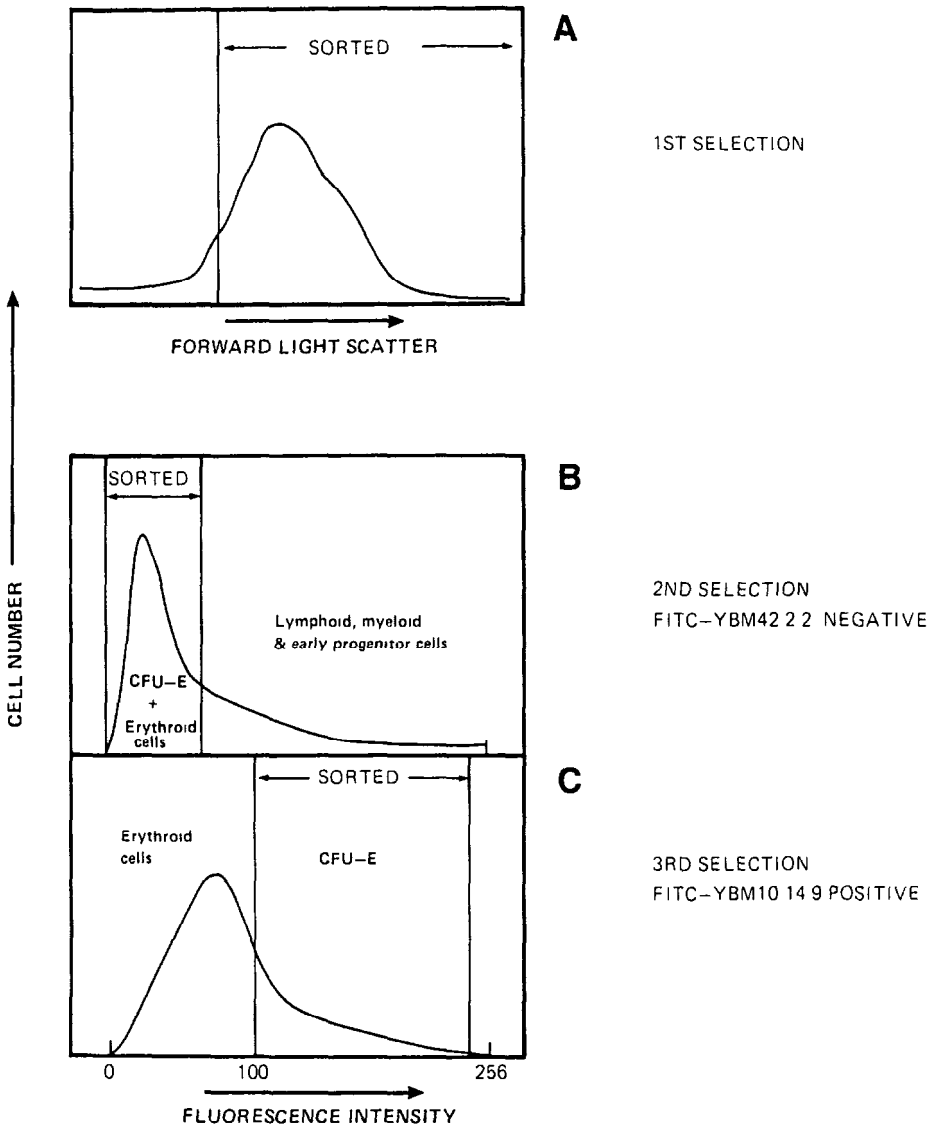 A
SORTED
1ST SELECTION
FORWARD LIGHT SCATTER
CELL NUMBER
B
SORTED
Lymphoid, myeloid
& early progenitor cells
CFU–E
+
Erythroid
cells
2ND SELECTION
FITC–YBM42 2 2 NEGATIVE
C
SORTED
Erythroid
cells
CFU–E
3RD SELECTION
FITC–YBM10 14 9 POSITIVE
0 100 256
FLUORESCENCE INTENSITY